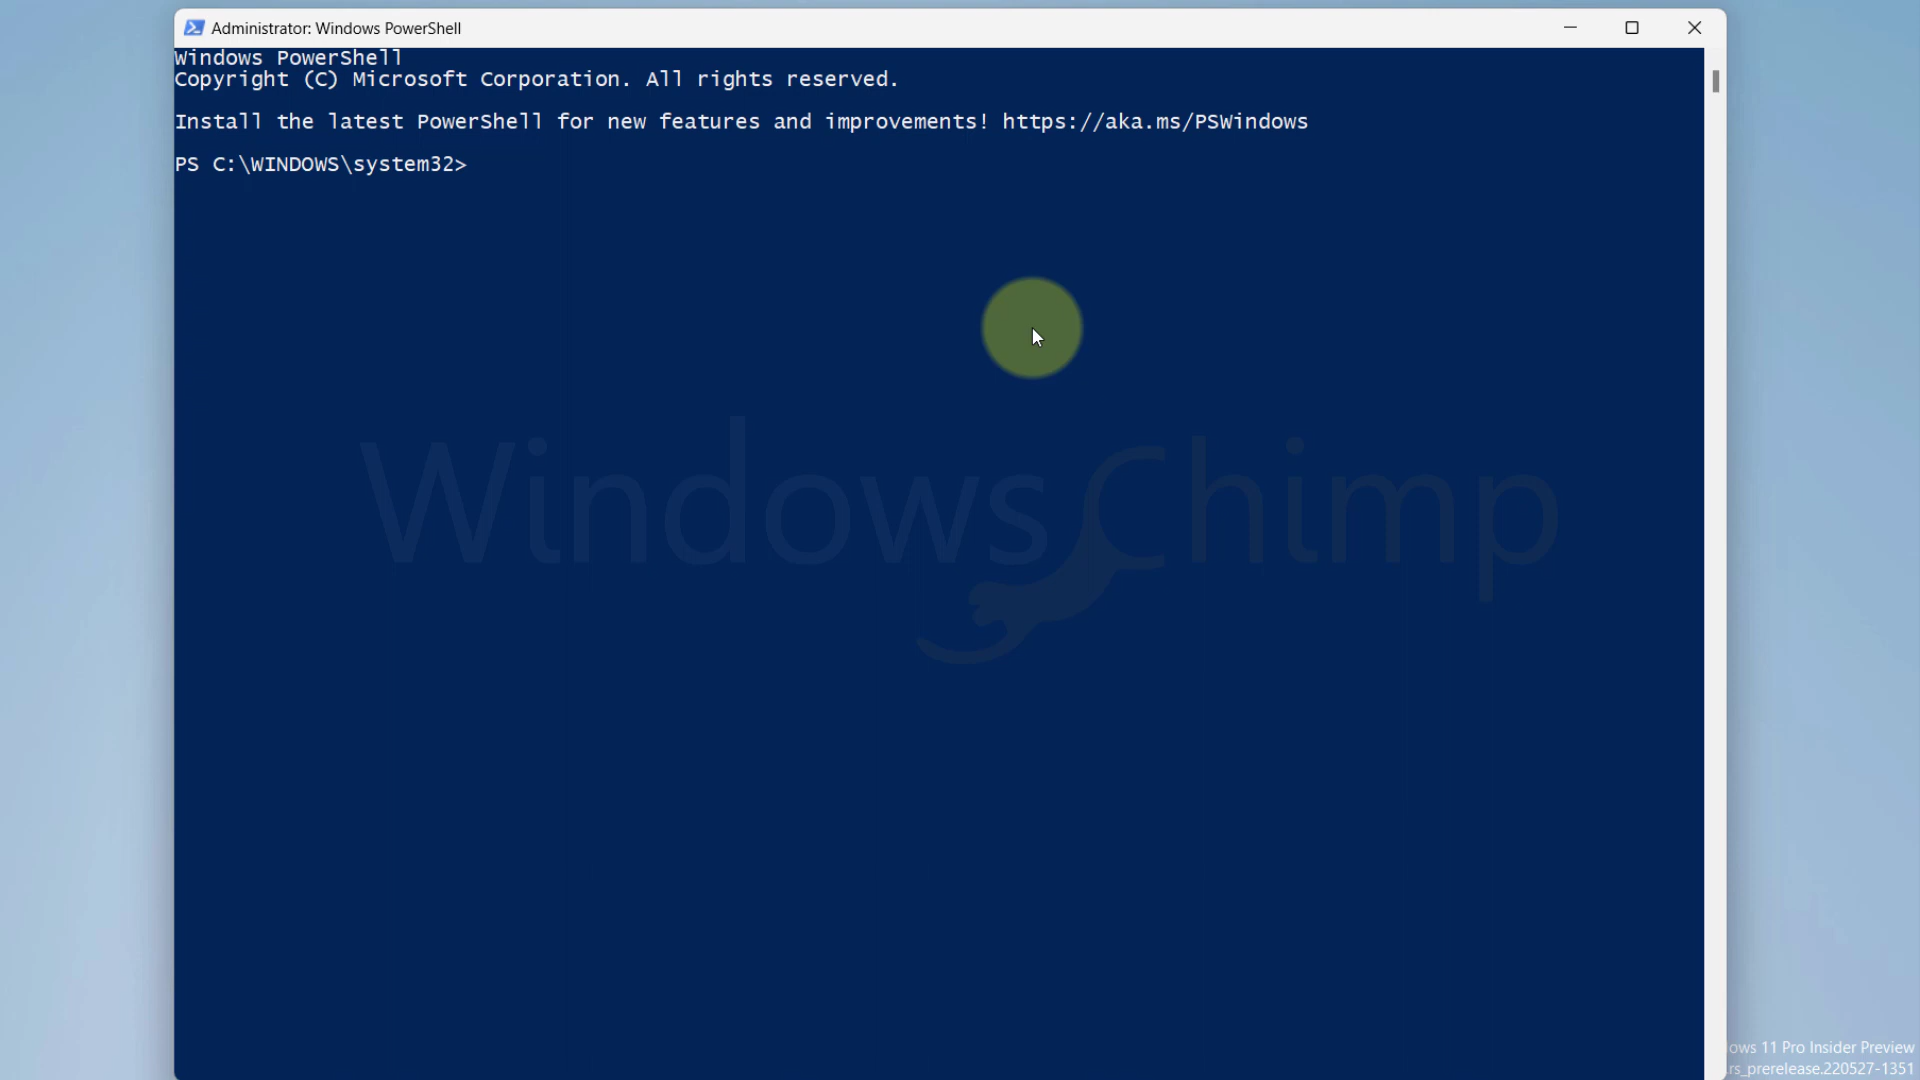 Administrator: Windows PowerShell
Windows PowerShell
Copyright (C) Microsoft Corporation. All rights reserved.
Install the latest PowerShell for new features and improvements! https://aka.ms/PSWindows
PS C:\WINDOWS\system32>
WindowsChimp
ows 11 Pro Insider Preview
rs_prerelease.220527-1351